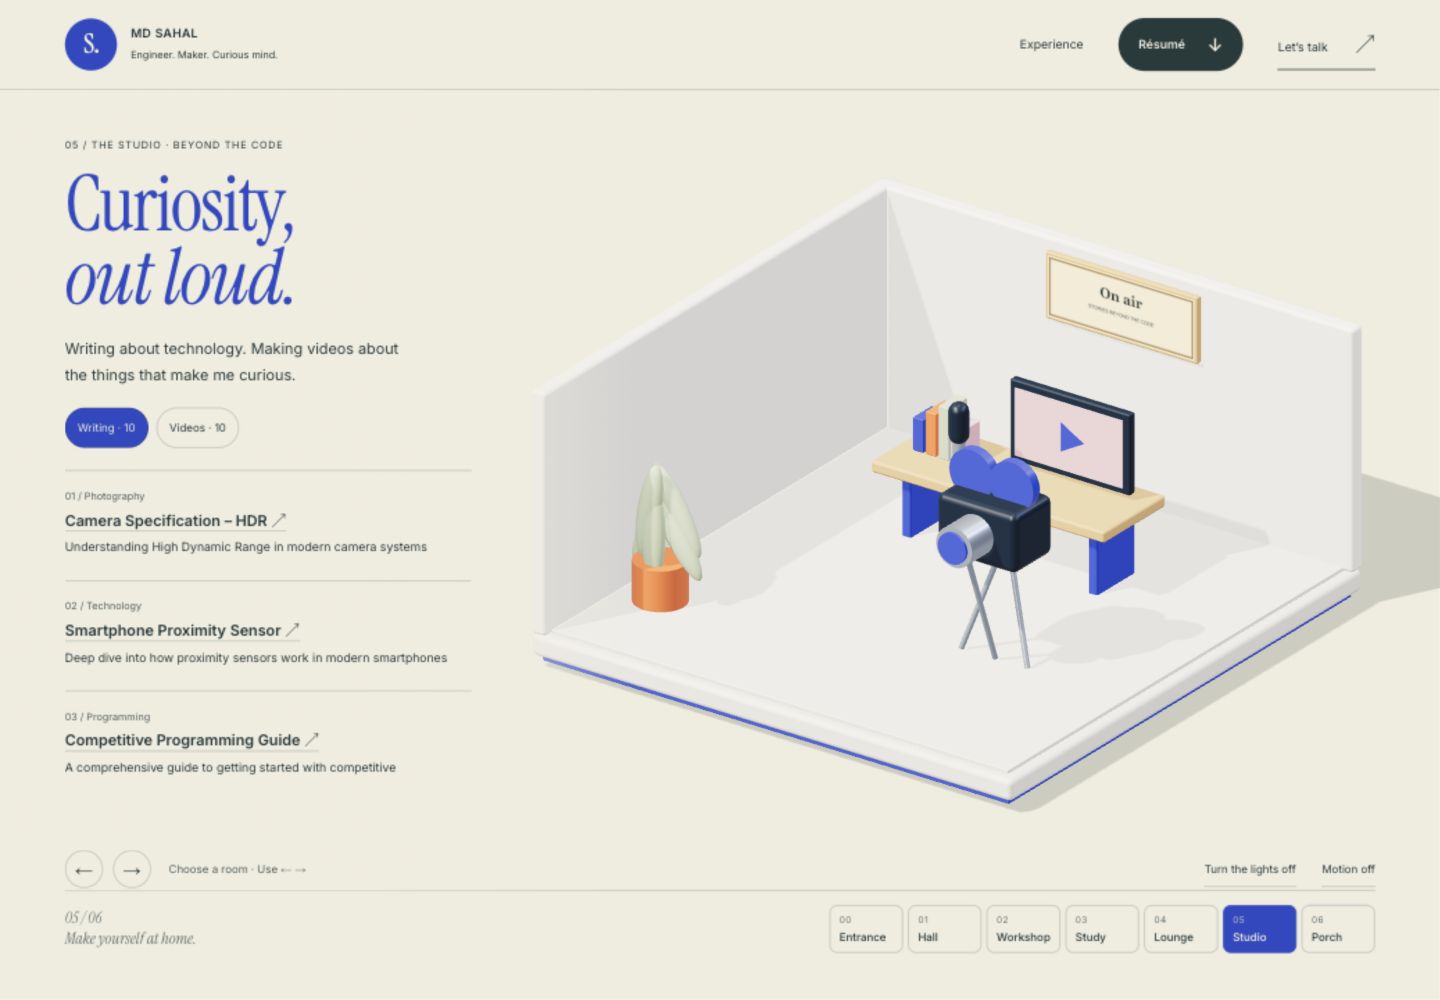 S.
MD SAHAL
Engineer. Maker. Curious mind.
Experience
Résumé ↓
Let's talk ↗
05 / THE STUDIO · BEYOND THE CODE
Curiosity,
out loud.
Writing about technology. Making videos about
the things that make me curious.
Writing · 10
Videos · 10
01 / Photography
Camera Specification – HDR ↗
Understanding High Dynamic Range in modern camera systems
02 / Technology
Smartphone Proximity Sensor ↗
Deep dive into how proximity sensors work in modern smartphones
03 / Programming
Competitive Programming Guide ↗
A comprehensive guide to getting started with competitive
On air
STORIES BEYOND THE CODE
← → Choose a room · Use ← →
Turn the lights off
Motion off
05 / 06
Make yourself at home.
00
Entrance
01
Hall
02
Workshop
03
Study
04
Lounge
05
Studio
06
Porch